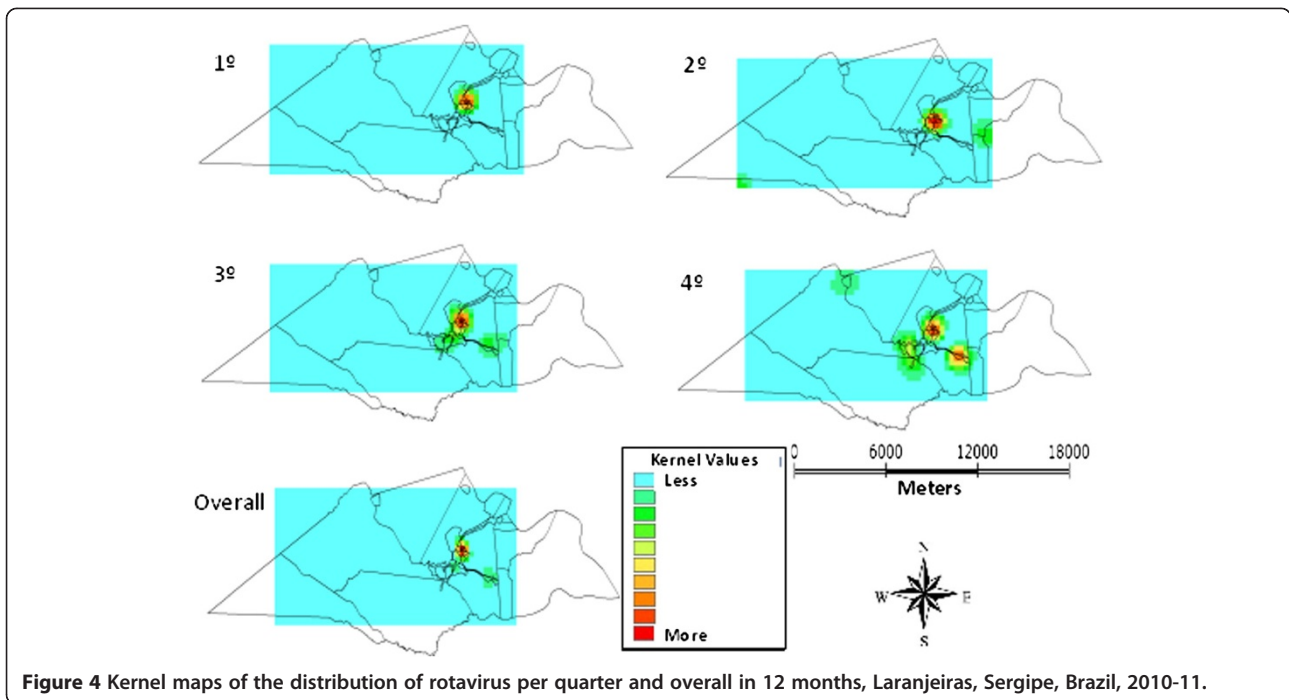 1º
2º
3º
4º
Overall
Kernel Values
Less
More
0 6000 12000 18000
Meters
N
W E
S
Figure 4 Kernel maps of the distribution of rotavirus per quarter and overall in 12 months, Laranjeiras, Sergipe, Brazil, 2010-11.